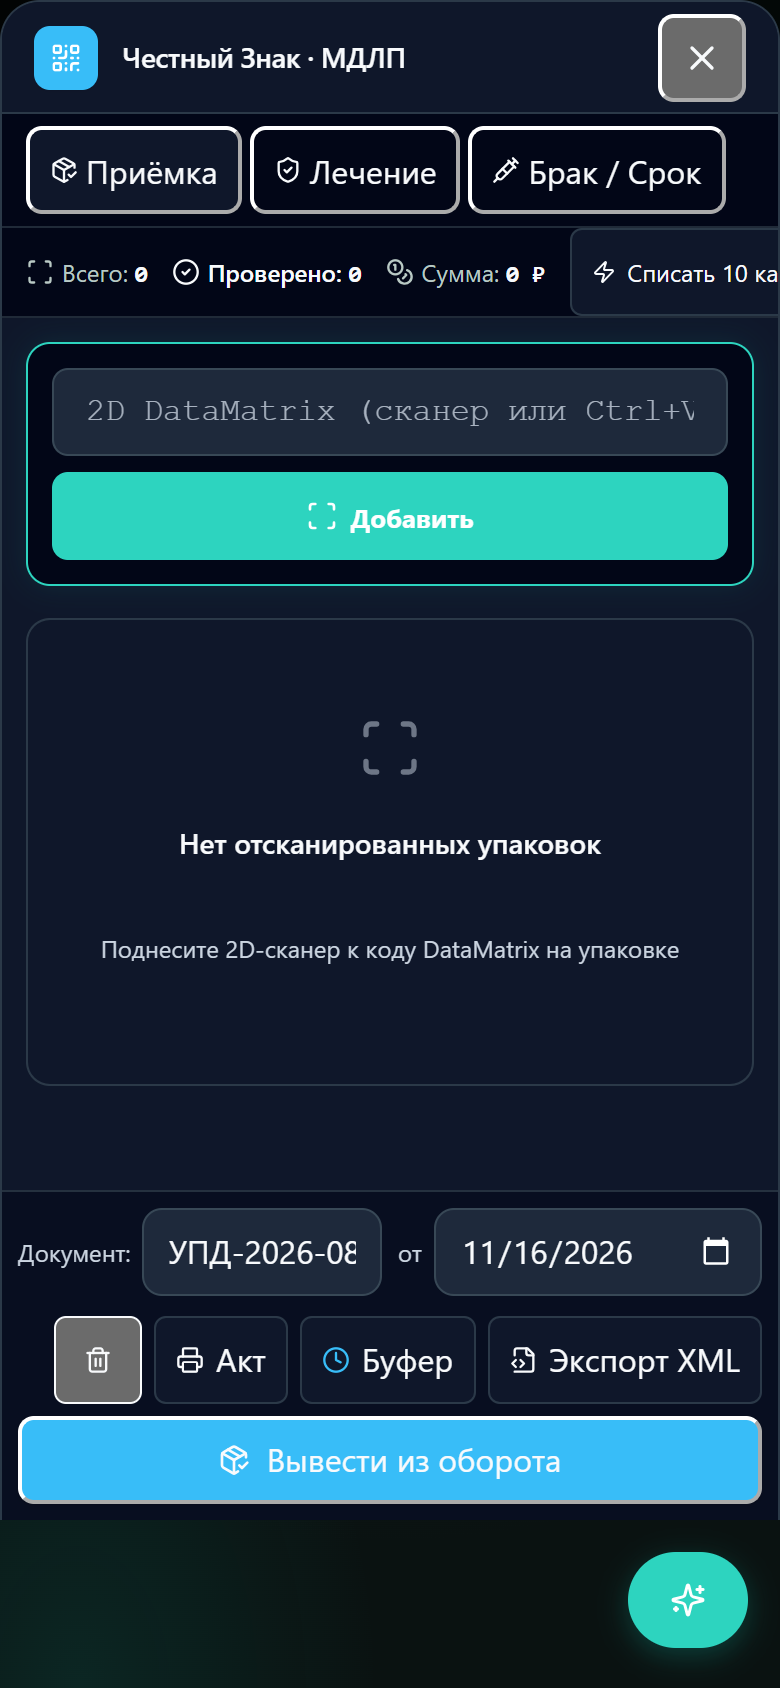 Честный Знак · МДЛП
Приёмка
Лечение
Брак / Срок
Всего: 0
Проверено: 0
Сумма: 0 ₽
Списать 10 ка
2D DataMatrix (сканер или Ctrl+V
Добавить
Нет отсканированных упаковок
Поднесите 2D-сканер к коду DataMatrix на упаковке
Документ:
УПД-2026-08
от
11/16/2026
Акт
Буфер
Экспорт XML
Вывести из оборота